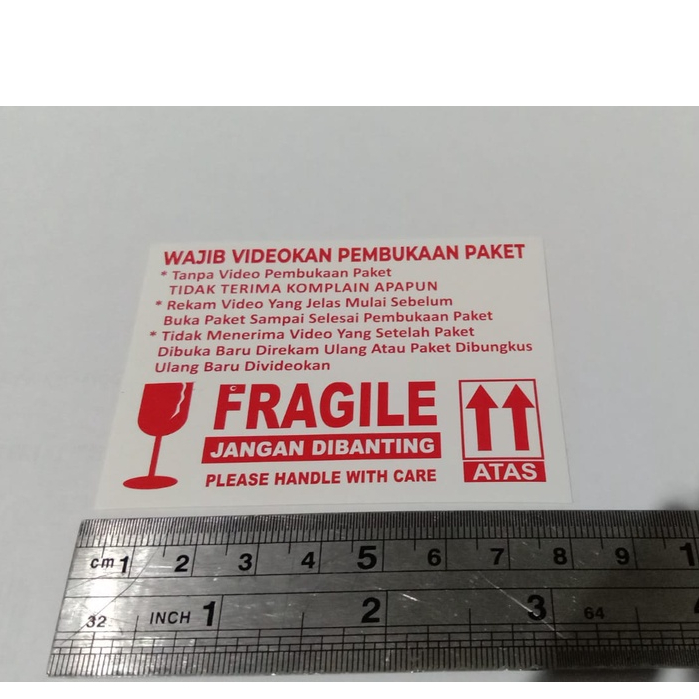 WAJIB VIDEOKAN PEMBUKAAN PAKET
* Tanpa Video Pembukaan Paket
TIDAK TERIMA KOMPLAIN APAPUN
* Rekam Video Yang Jelas Mulai Sebelum
Buka Paket Sampai Selesai Pembukaan Paket
* Tidak Menerima Video Yang Setelah Paket
Dibuka Baru Direkam Ulang Atau Paket Dibungkus
Ulang Baru Divideokan
FRAGILE
JANGAN DIBANTING
PLEASE HANDLE WITH CARE
ATAS
cm 1 2 3 4 5 6 7 8 9 1
32 INCH 1 2 3 64